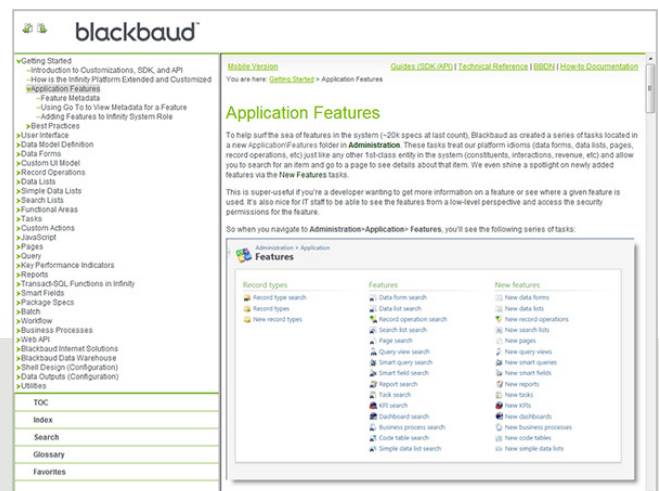 blackbaud
Getting Started
Introduction to Customizations, SDK, and API
How is the Infinity Platform Extended and Customized
Application Features
Feature Metadata
Using Go To to View Metadata for a Feature
Adding Features to Infinity System Role
Best Practices
User Interface
Data Model Definition
Data Forms
Custom UI Model
Record Operations
Data Lists
Simple Data Lists
Search Lists
Functional Areas
Tasks
Custom Actions
JavaScript
Pages
Query
Key Performance Indicators
Reports
Transact-SQL Functions in Infinity
Smart Fields
Package Specs
Batch
Workflow
Business Processes
Web API
Blackbaud Internet Solutions
Blackbaud Data Warehouse
Shell Design (Configuration)
Data Outputs (Configuration)
Utilities
TOC
Index
Search
Glossary
Favorites
Mobile Version
Guides (SDK /API) | Technical Reference | BBDN | How-to Documentation
You are here: Getting Started > Application Features
Application Features
To help surf the sea of features in the system (~20k specs at last count), Blackbaud as created a series of tasks located in
a new Application\Features folder in Administration. These tasks treat our platform idioms (data forms, data lists, pages,
record operations, etc) just like any other 1st-class entity in the system (constituents, interactions, revenue, etc) and allow
you to search for an item and go to a page to see details about that item. We even shine a spotlight on newly added
features via the New Features tasks.
This is super-useful if you're a developer wanting to get more information on a feature or see where a given feature is
used. It's also nice for IT staff to be able to see the features from a low-level perspective and access the security
permissions for the feature.
So when you navigate to Administration>Application> Features, you'll see the following series of tasks:
Administration > Application
Features
Record types
Record type search
Record types
New record types
Features
Data form search
Data list search
Record operation search
Search list search
Page search
Query view search
Smart query search
Smart field search
Report search
Task search
KPI search
Dashboard search
Business process search
Code table search
Simple data list search
New features
New data forms
New data lists
New record operations
New search lists
New pages
New query views
New smart queries
New smart fields
New reports
New tasks
New KPIs
New dashboards
New business processes
New code tables
New simple data lists